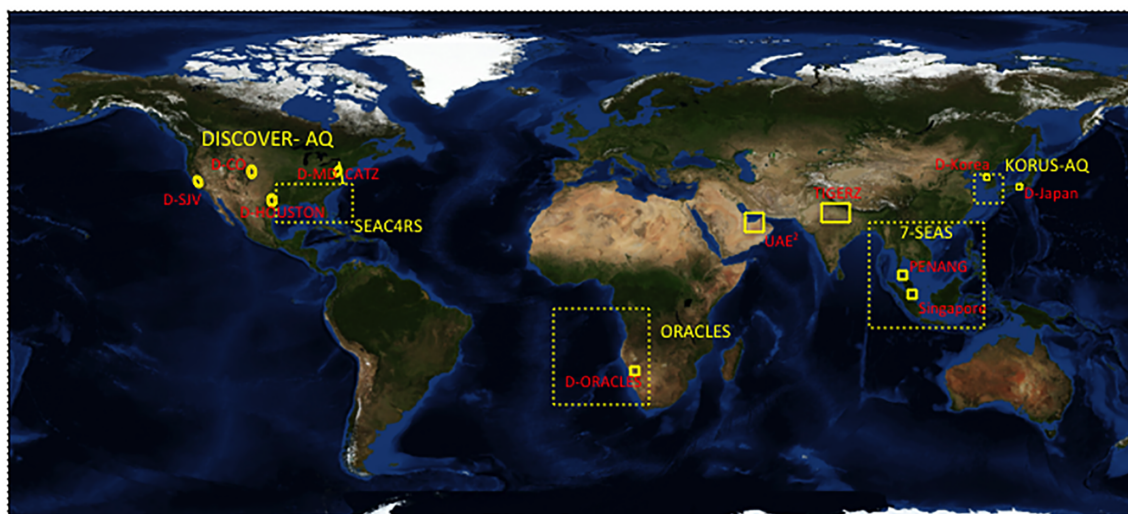 DISCOVER- AQ
D-CO
D-MD/CATZ
D-SJV
D-HOUSTON
SEAC4RS
D-Korea
KORUS-AQ
D-Japan
TIGERZ
UAE²
7-SEAS
PENANG
Singapore
ORACLES
D-ORACLES